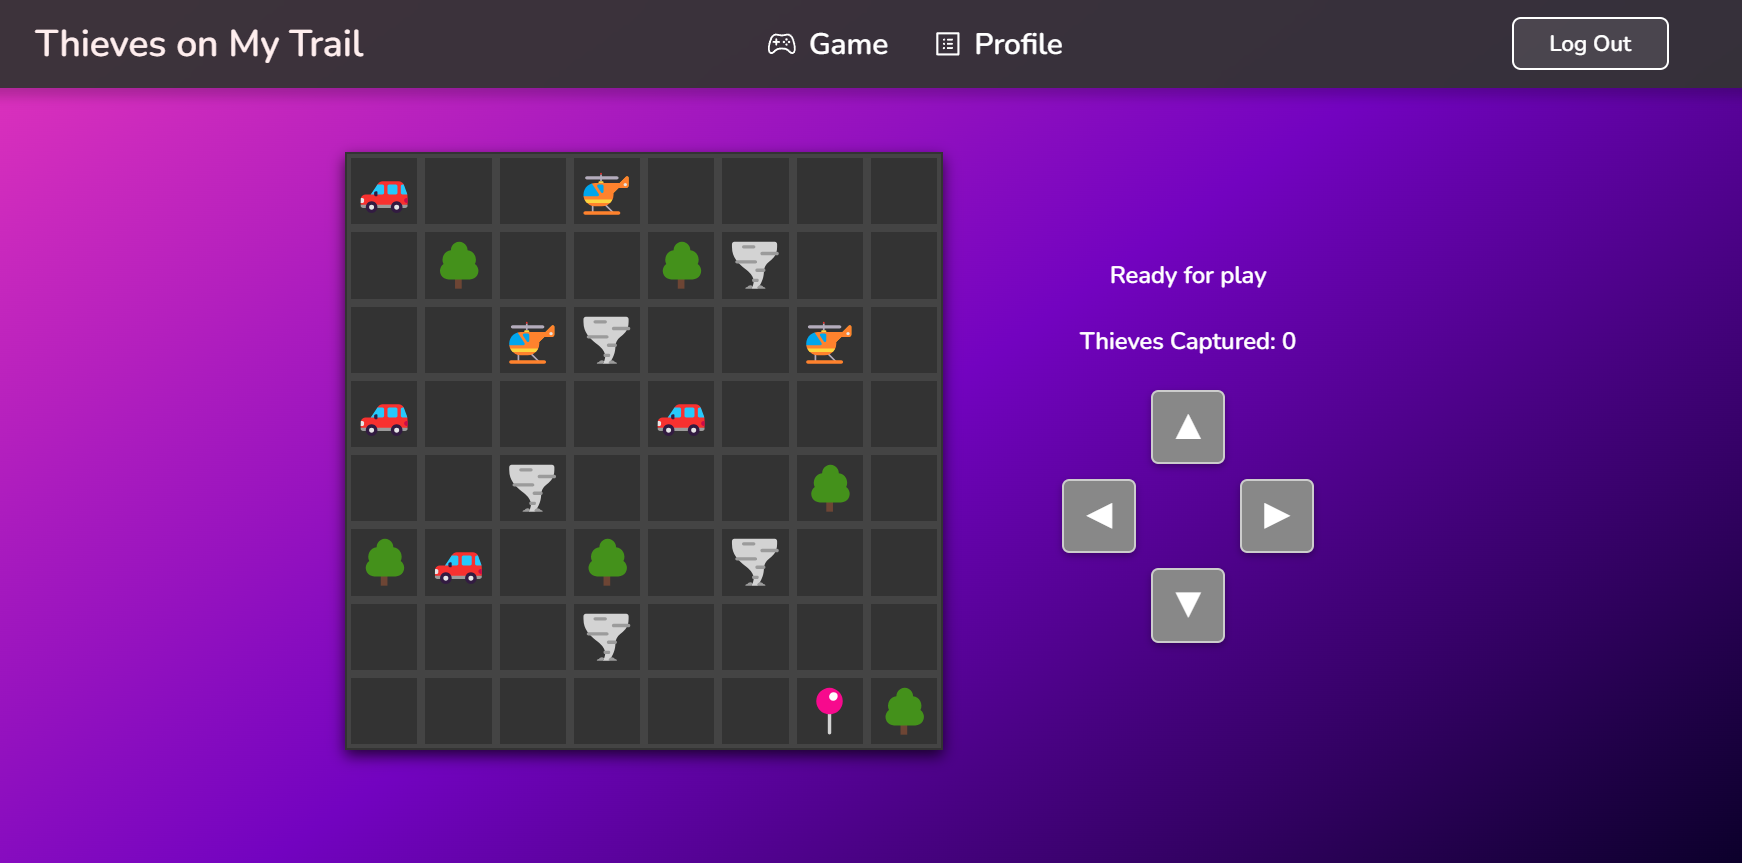 Thieves on My Trail
Game
Profile
Log Out
Ready for play
Thieves Captured: 0